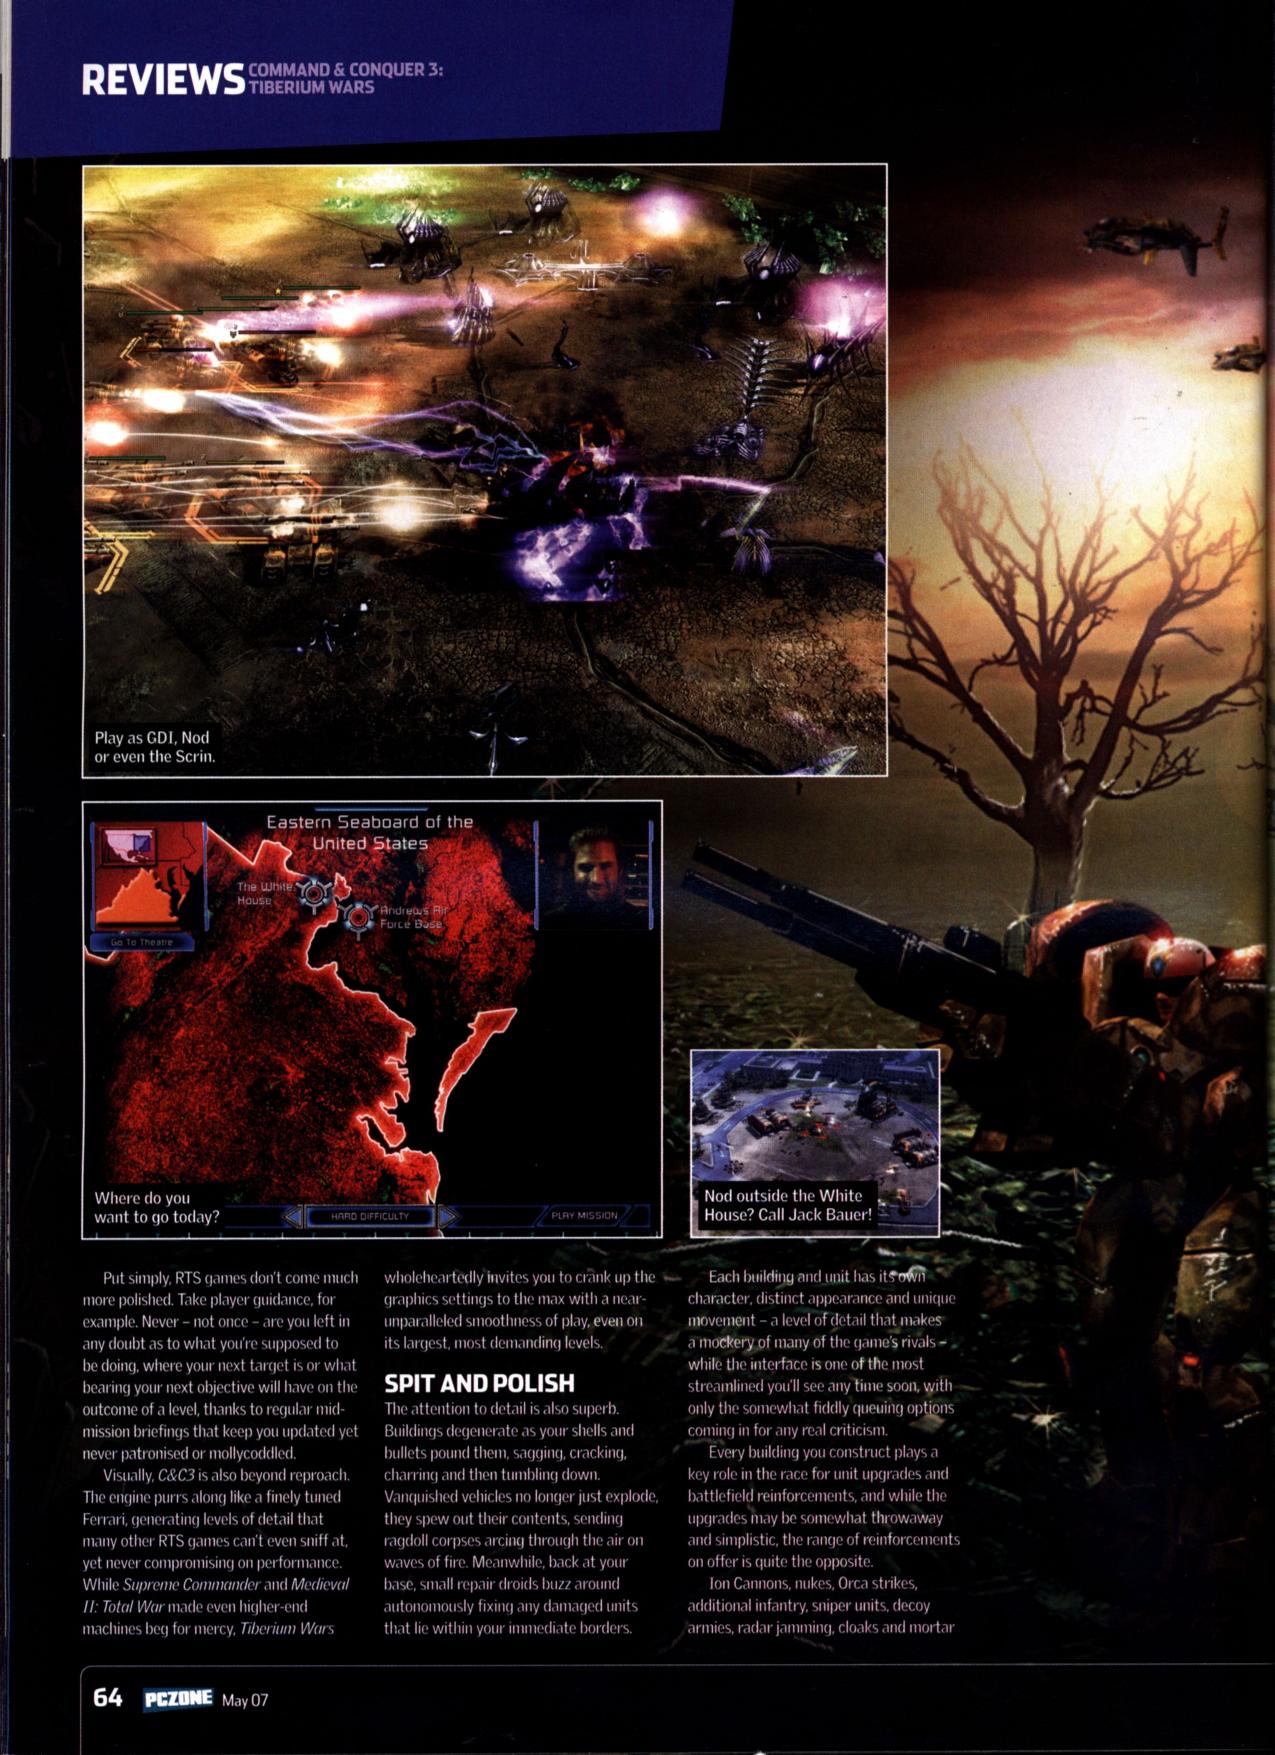 REVIEWS
COMMAND & CONQUER 3:
TIBERIUM WARS
Play as GDI, Nod
or even the Scrin.
Eastern Seaboard of the
United States
The White
House
Andrews Air
Force Base
Go To Theatre
Where do you
want to go today?
HARD DIFFICULTY
PLAY MISSION
Nod outside the White
House? Call Jack Bauer!
Put simply, RTS games don't come much
more polished. Take player guidance, for
example. Never – not once – are you left in
any doubt as to what you're supposed to
be doing, where your next target is or what
bearing your next objective will have on the
outcome of a level, thanks to regular mid-
mission briefings that keep you updated yet
never patronised or mollycoddled.
Visually, C&C3 is also beyond reproach.
The engine purrs along like a finely tuned
Ferrari, generating levels of detail that
many other RTS games can't even sniff at,
yet never compromising on performance.
While Supreme Commander and Medieval
II: Total War made even higher-end
machines beg for mercy, Tiberium Wars
wholeheartedly invites you to crank up the
graphics settings to the max with a near-
unparalleled smoothness of play, even on
its largest, most demanding levels.
SPIT AND POLISH
The attention to detail is also superb.
Buildings degenerate as your shells and
bullets pound them, sagging, cracking,
charring and then tumbling down.
Vanquished vehicles no longer just explode,
they spew out their contents, sending
ragdoll corpses arcing through the air on
waves of fire. Meanwhile, back at your
base, small repair droids buzz around
autonomously fixing any damaged units
that lie within your immediate borders.
Each building and unit has its own
character, distinct appearance and unique
movement – a level of detail that makes
a mockery of many of the game's rivals –
while the interface is one of the most
streamlined you'll see any time soon, with
only the somewhat fiddly queuing options
coming in for any real criticism.
Every building you construct plays a
key role in the race for unit upgrades and
battlefield reinforcements, and while the
upgrades may be somewhat throwaway
and simplistic, the range of reinforcements
on offer is quite the opposite.
Ion Cannons, nukes, Orca strikes,
additional infantry, sniper units, decoy
armies, radar jamming, cloaks and mortar
64 PCZONE May 07